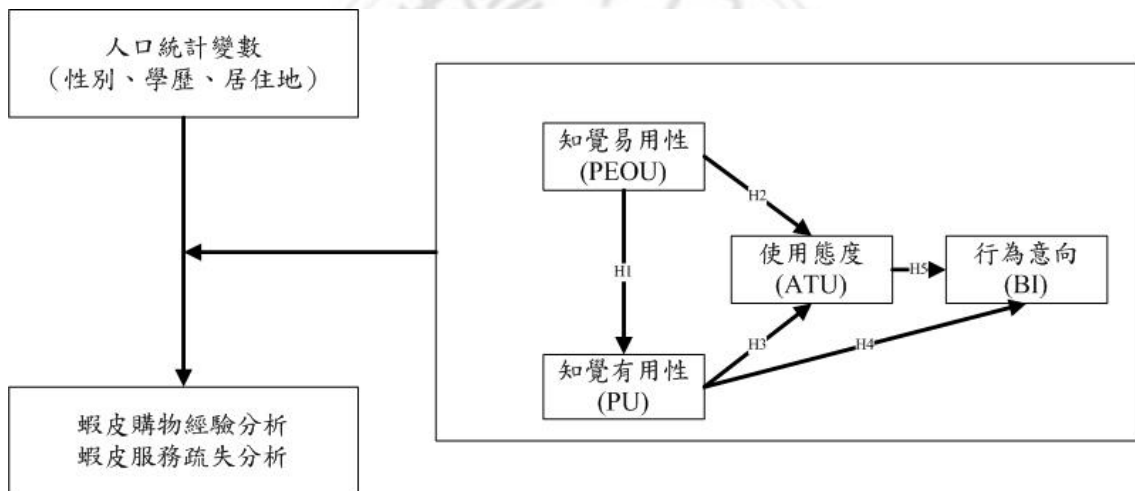 人口統計變數
（性別、學歷、居住地）
知覺易用性
(PEOU)
H2
H1
使用態度
(ATU)
H5
行為意向
(BI)
H3
H4
知覺有用性
(PU)
蝦皮購物經驗分析
蝦皮服務疏失分析